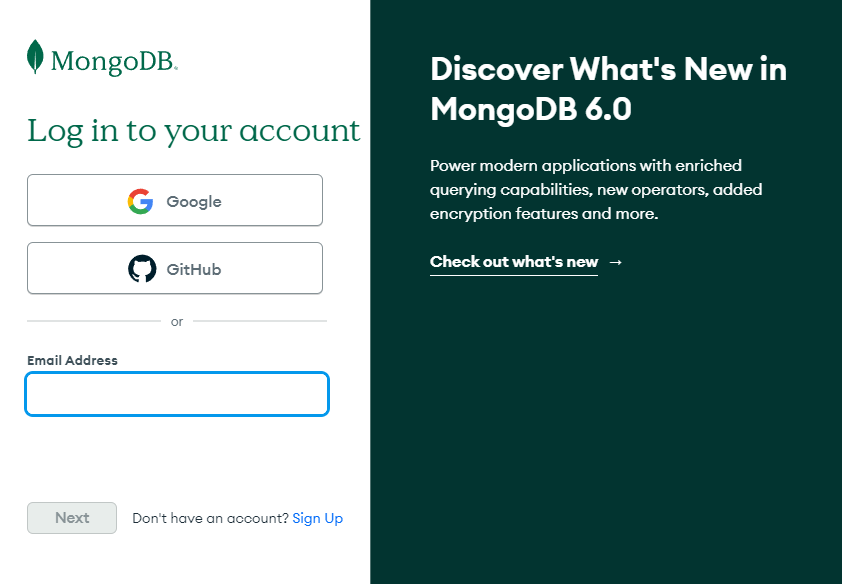 MongoDB.
Log in to your account
Google
GitHub
or
Email Address
Next
Don't have an account? Sign Up
Discover What's New in
MongoDB 6.0
Power modern applications with enriched
querying capabilities, new operators, added
encryption features and more.
Check out what's new →